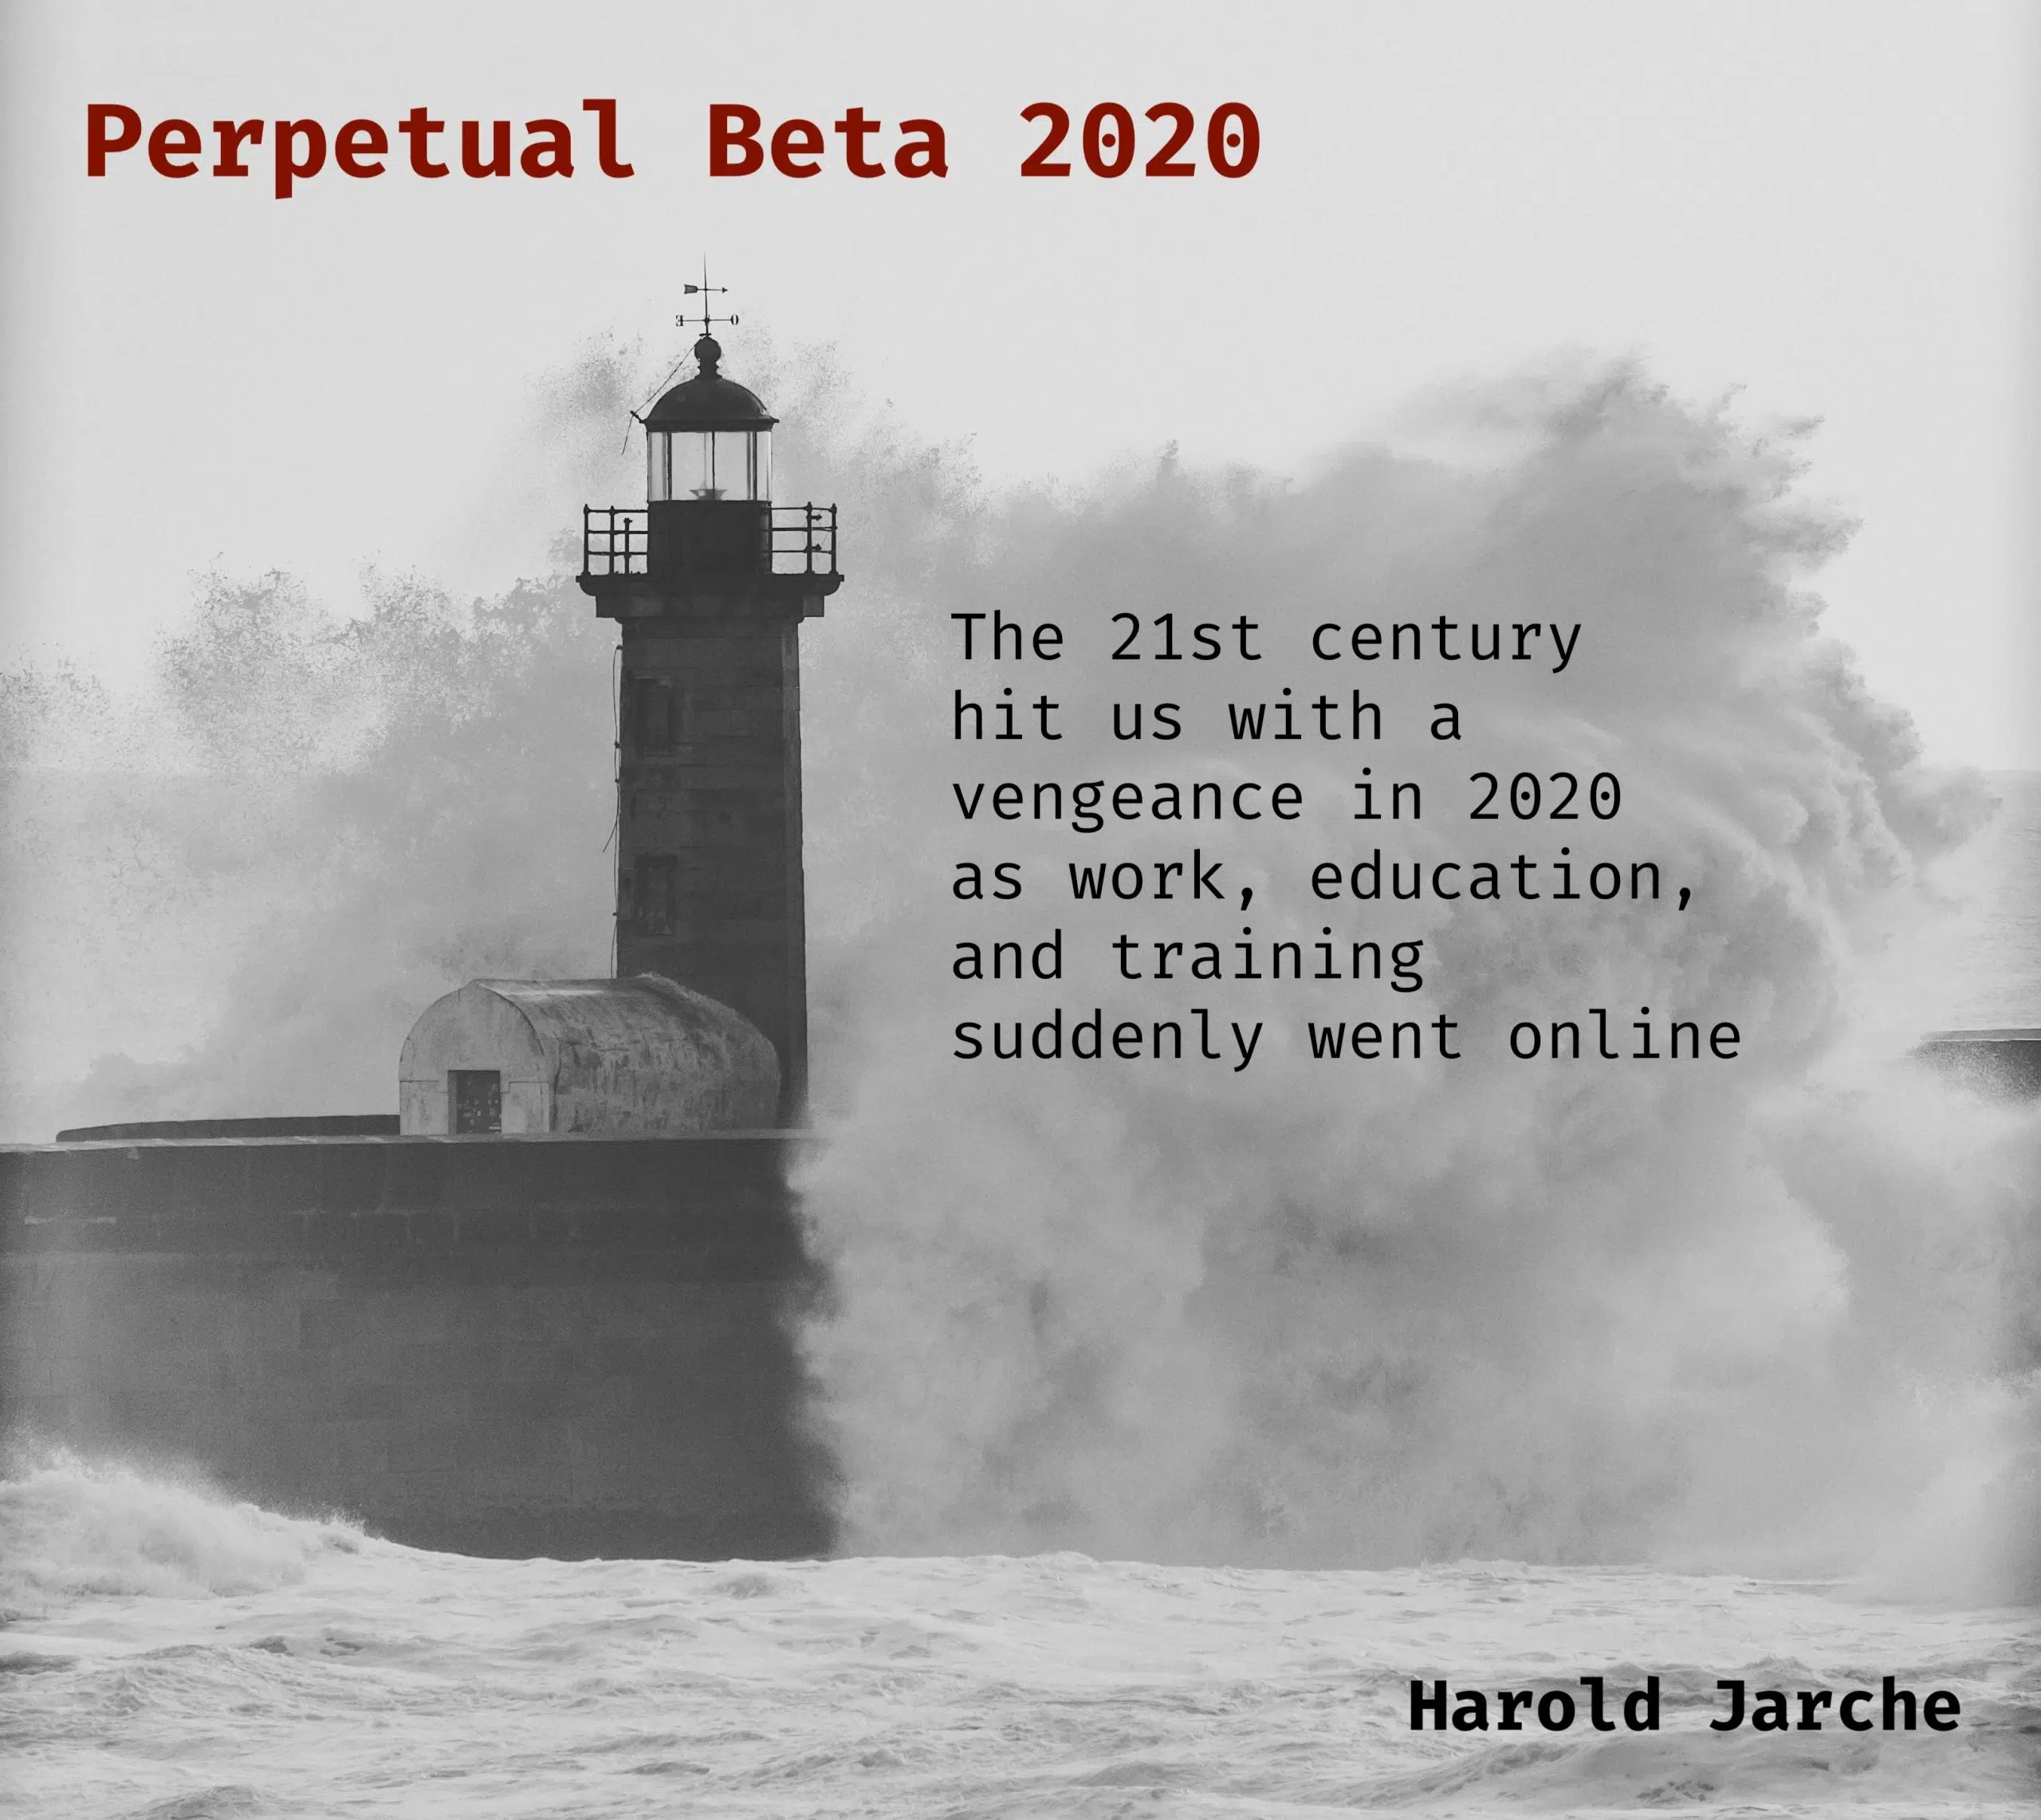 Perpetual Beta 2020
E O
The 21st century
hit us with a
vengeance in 2020
as work, education,
and training
suddenly went online
Harold Jarche